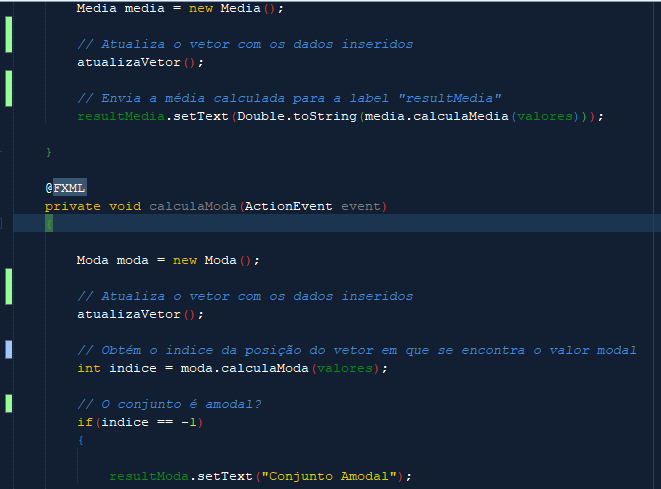 Media media = new Media();
// Atualiza o vetor com os dados inseridos
atualizaVetor();
// Envia a média calculada para a label "resultMedia"
resultMedia.setText(Double.toString(media.calculaMedia(valores)));
}
@FXML
private void calculaModa(ActionEvent event)
{
Moda moda = new Moda();
// Atualiza o vetor com os dados inseridos
atualizaVetor();
// Obtém o indice da posição do vetor em que se encontra o valor modal
int indice = moda.calculaModa(valores);
// O conjunto é amodal?
if(indice == -1)
{
resultModa.setText("Conjunto Amodal");